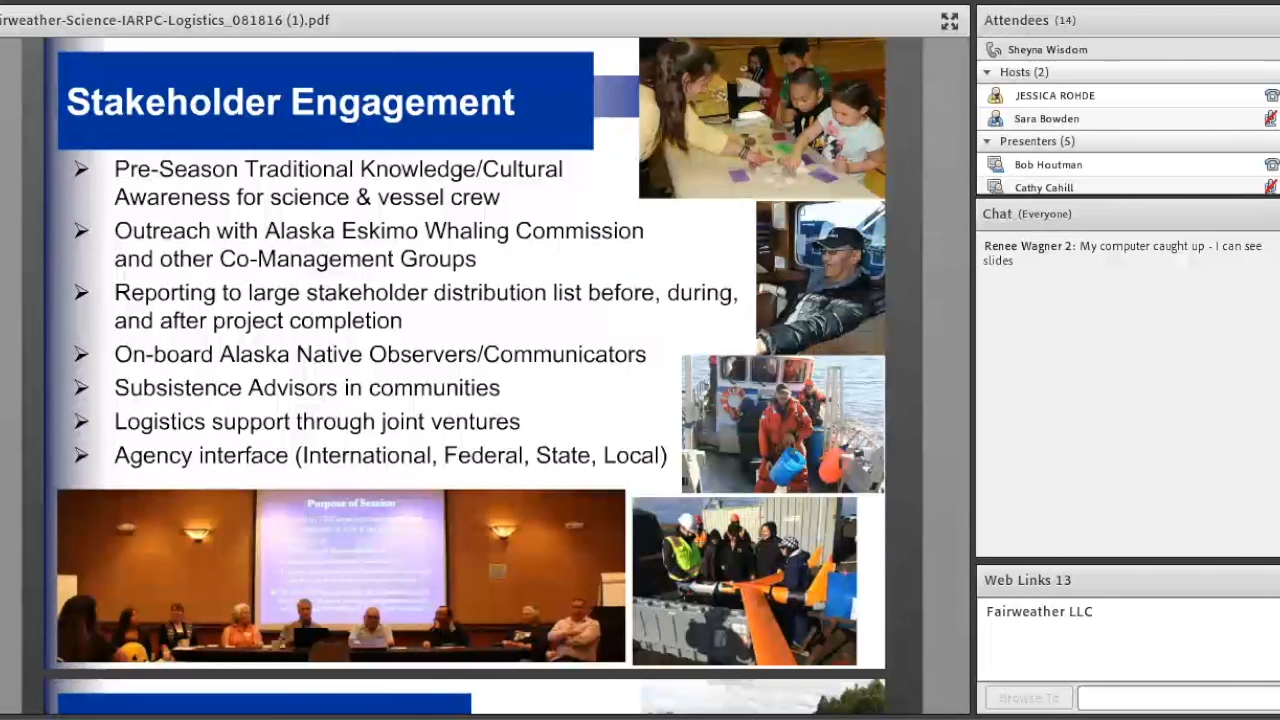 irweather-Science-IARPC-Logistics_081816 (1).pdf
Stakeholder Engagement
Pre-Season Traditional Knowledge/Cultural
Awareness for science & vessel crew
Outreach with Alaska Eskimo Whaling Commission
and other Co-Management Groups
Reporting to large stakeholder distribution list before, during,
and after project completion
On-board Alaska Native Observers/Communicators
Subsistence Advisors in communities
Logistics support through joint ventures
Agency interface (International, Federal, State, Local)
Purpose of Session
Attendees (14)
Sheyna Wisdom
Hosts (2)
JESSICA ROHDE
Sara Bowden
Presenters (5)
Bob Houtman
Cathy Cahill
Chat (Everyone)
Renee Wagner 2: My computer caught up - I can see
slides
Web Links 13
Fairweather LLC
Browse To